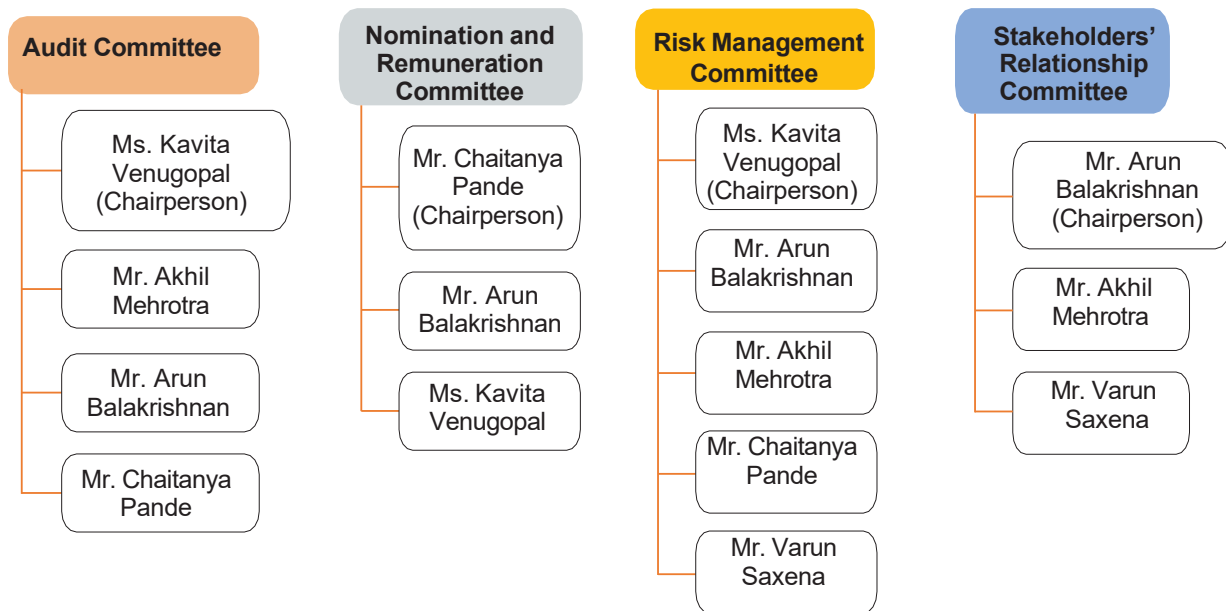 Audit Committee
Ms. Kavita
Venugopal
(Chairperson)
Mr. Akhil
Mehrotra
Mr. Arun
Balakrishnan
Mr. Chaitanya
Pande
Nomination and
Remuneration
Committee
Mr. Chaitanya
Pande
(Chairperson)
Mr. Arun
Balakrishnan
Ms. Kavita
Venugopal
Risk Management
Committee
Ms. Kavita
Venugopal
(Chairperson)
Mr. Arun
Balakrishnan
Mr. Akhil
Mehrotra
Mr. Chaitanya
Pande
Mr. Varun
Saxena
Stakeholders’
Relationship
Committee
Mr. Arun
Balakrishnan
(Chairperson)
Mr. Akhil
Mehrotra
Mr. Varun
Saxena